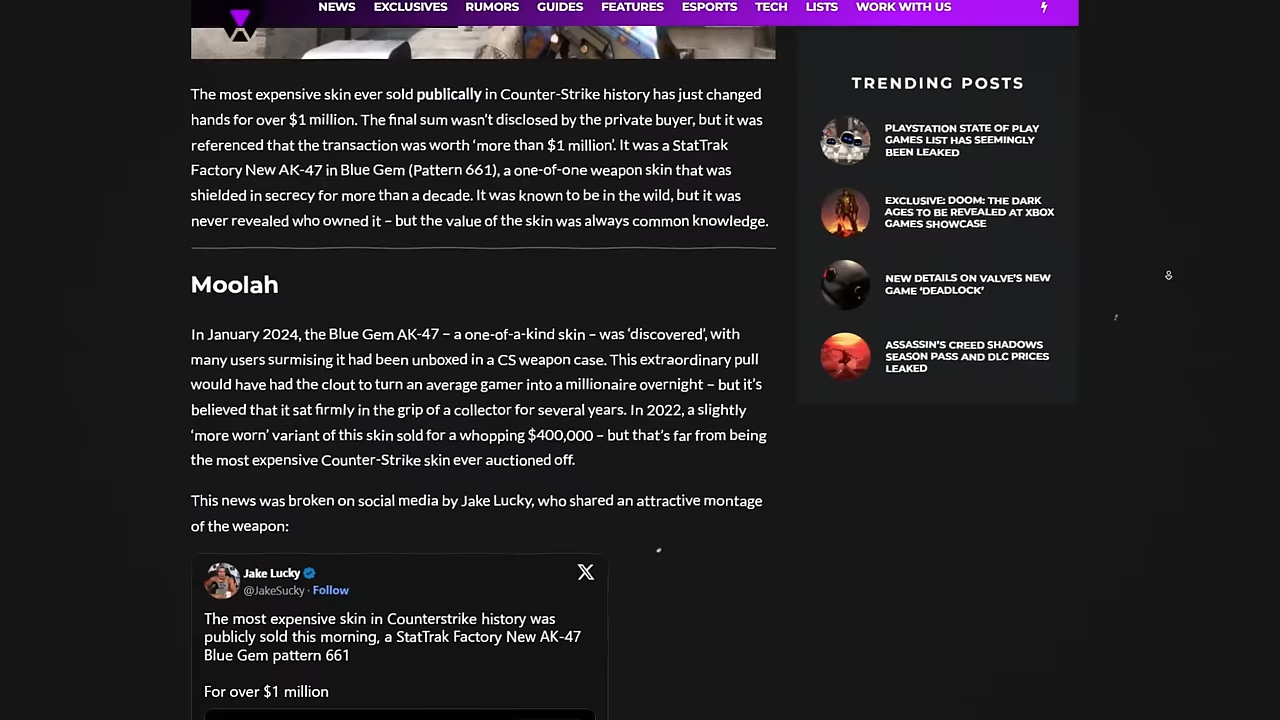 NEWS EXCLUSIVES RUMORS GUIDES FEATURES ESPORTS TECH LISTS WORK WITH US
The most expensive skin ever sold publically in Counter-Strike history has just changed
hands for over $1 million. The final sum wasn't disclosed by the private buyer, but it was
referenced that the transaction was worth 'more than $1 million'. It was a StatTrak
Factory New AK-47 in Blue Gem (Pattern 661), a one-of-one weapon skin that was
shielded in secrecy for more than a decade. It was known to be in the wild, but it was
never revealed who owned it – but the value of the skin was always common knowledge.
Moolah
In January 2024, the Blue Gem AK-47 – a one-of-a-kind skin – was 'discovered', with
many users surmising it had been unboxed in a CS weapon case. This extraordinary pull
would have had the clout to turn an average gamer into a millionaire overnight – but it's
believed that it sat firmly in the grip of a collector for several years. In 2022, a slightly
'more worn' variant of this skin sold for a whopping $400,000 – but that's far from being
the most expensive Counter-Strike skin ever auctioned off.
This news was broken on social media by Jake Lucky, who shared an attractive montage
of the weapon:
Jake Lucky
@JakeSucky · Follow
The most expensive skin in Counterstrike history was
publicly sold this morning, a StatTrak Factory New AK-47
Blue Gem pattern 661
For over $1 million
TRENDING POSTS
PLAYSTATION STATE OF PLAY
GAMES LIST HAS SEEMINGLY
BEEN LEAKED
EXCLUSIVE: DOOM: THE DARK
AGES TO BE REVEALED AT XBOX
GAMES SHOWCASE
NEW DETAILS ON VALVE'S NEW
GAME 'DEADLOCK'
ASSASSIN'S CREED SHADOWS
SEASON PASS AND DLC PRICES
LEAKED